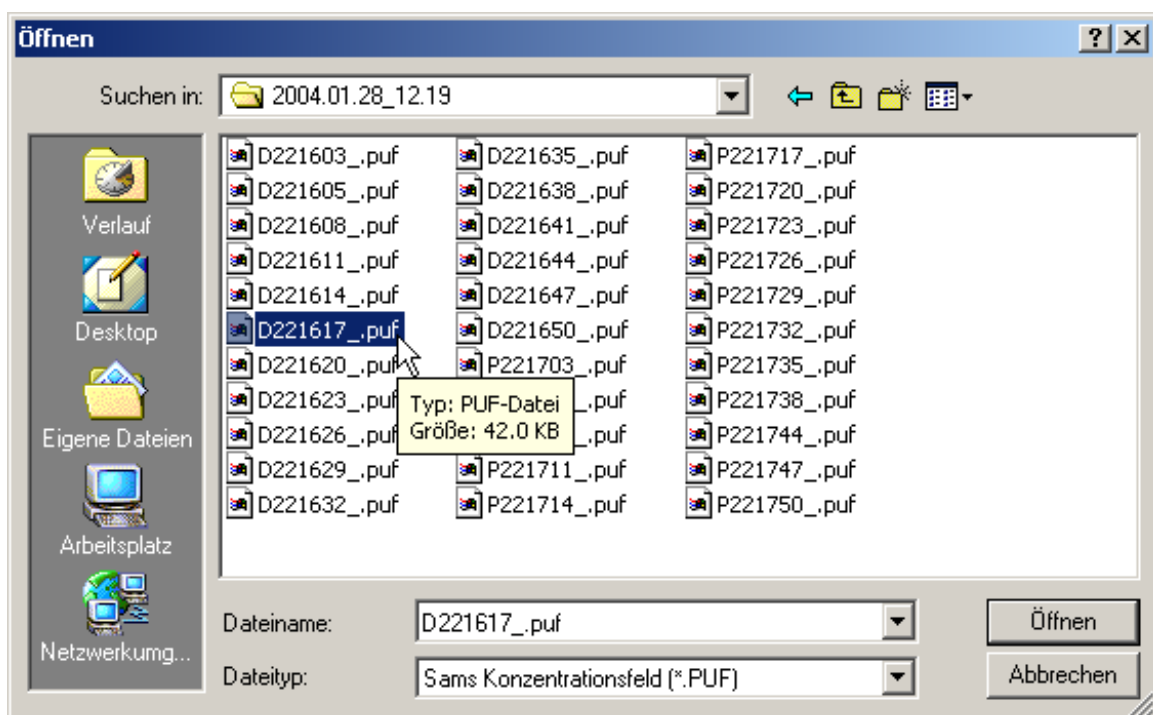 Öffnen
Suchen in: 2004.01.28_12.19
Verlauf
Desktop
Eigene Dateien
Arbeitsplatz
Netzwerkumg...
D221603_.puf
D221605_.puf
D221608_.puf
D221611_.puf
D221614_.puf
D221617_.puf
D221620_.puf
D221623_.puf
D221626_.puf
D221629_.puf
D221632_.puf
D221635_.puf
D221638_.puf
D221641_.puf
D221644_.puf
D221647_.puf
D221650_.puf
P221703_.puf
_.puf
_.puf
P221711_.puf
P221714_.puf
P221717_.puf
P221720_.puf
P221723_.puf
P221726_.puf
P221729_.puf
P221732_.puf
P221735_.puf
P221738_.puf
P221744_.puf
P221747_.puf
P221750_.puf
Typ: PUF-Datei
Größe: 42.0 KB
Dateiname: D221617_.puf
Öffnen
Dateityp: Sams Konzentrationsfeld (*.PUF)
Abbrechen